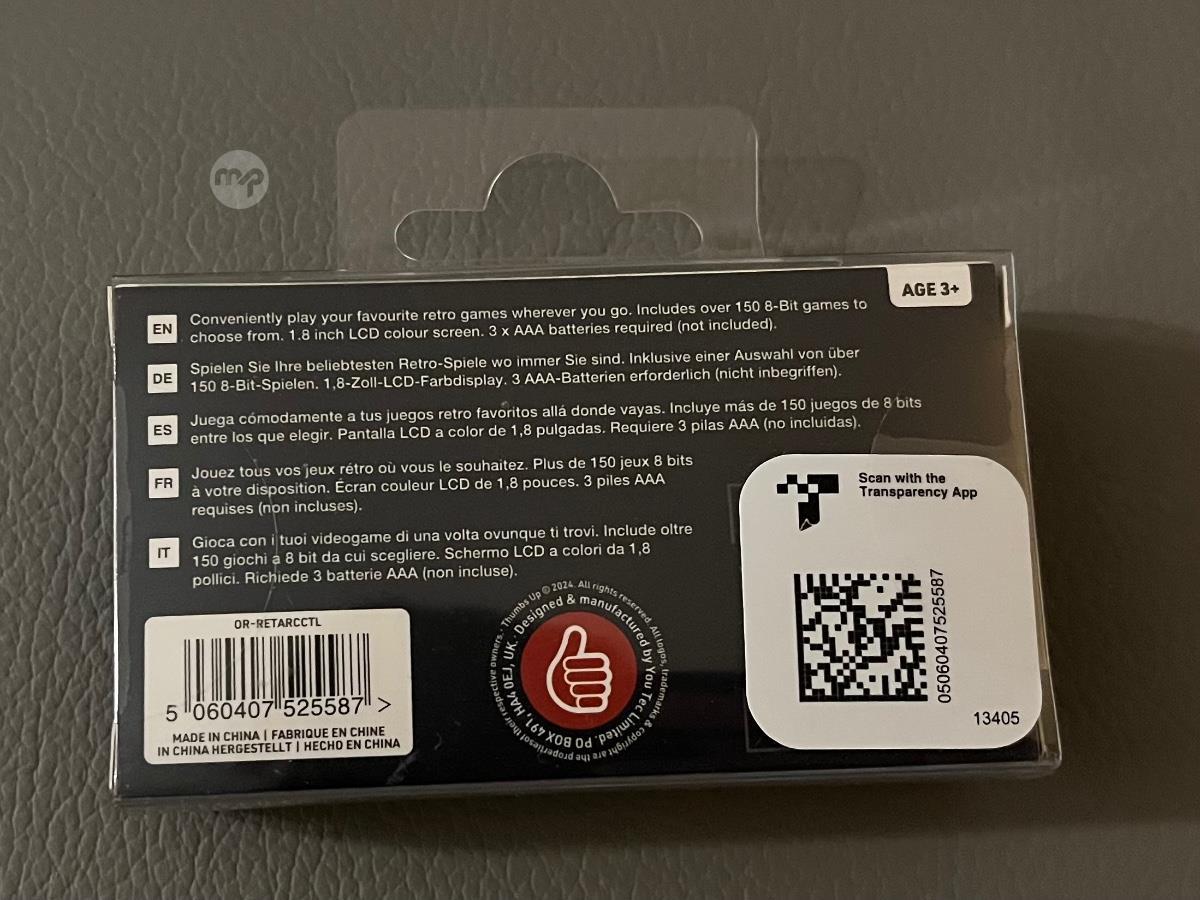 mp
AGE 3+
EN
Conveniently play your favourite retro games wherever you go. Includes over 150 8-Bit games to
choose from. 1.8 inch LCD colour screen. 3 x AAA batteries required (not included).
DE
Spielen Sie Ihre beliebtesten Retro-Spiele wo immer Sie sind. Inklusive einer Auswahl von über
150 8-Bit-Spielen. 1,8-Zoll-LCD-Farbdisplay. 3 AAA-Batterien erforderlich (nicht inbegriffen).
ES
Juega cómodamente a tus juegos retro favoritos allá donde vayas. Incluye más de 150 juegos de 8 bits
entre los que elegir. Pantalla LCD a color de 1,8 pulgadas. Requiere 3 pilas AAA (no incluidas).
FR
Jouez tous vos jeux rétro où vous le souhaitez. Plus de 150 jeux 8 bits
à votre disposition. Écran couleur LCD de 1,8 pouces. 3 piles AAA
requises (non incluses).
IT
Gioca con i tuoi videogame di una volta ovunque ti trovi. Include oltre
150 giochi a 8 bit da cui scegliere. Schermo LCD a colori da 1,8
pollici. Richiede 3 batterie AAA (non incluse).
OR-RETARCCTL
5 060407 525587 >
MADE IN CHINA | FABRIQUE EN CHINE
IN CHINA HERGESTELLT | HECHO EN CHINA
Thumbs Up © 2024. All rights reserved. All logos, trademarks & copyright are the propertiesof their respective owners.
Designed & manufactured by You Tec Limited. PO BOX 491, HA4 0EJ, UK.
Scan with the
Transparency App
05060407525587
13405